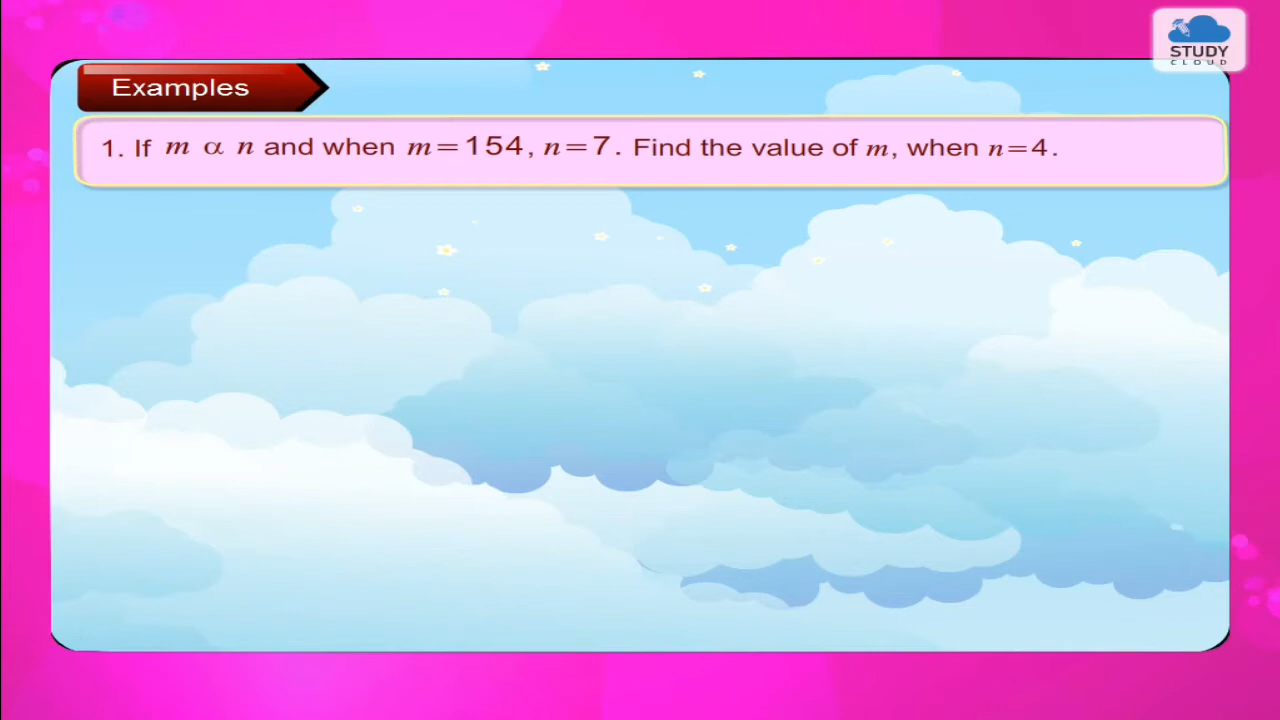 STUDY
CLOUD
Examples
1. If m α n and when m=154, n=7. Find the value of m, when n=4.